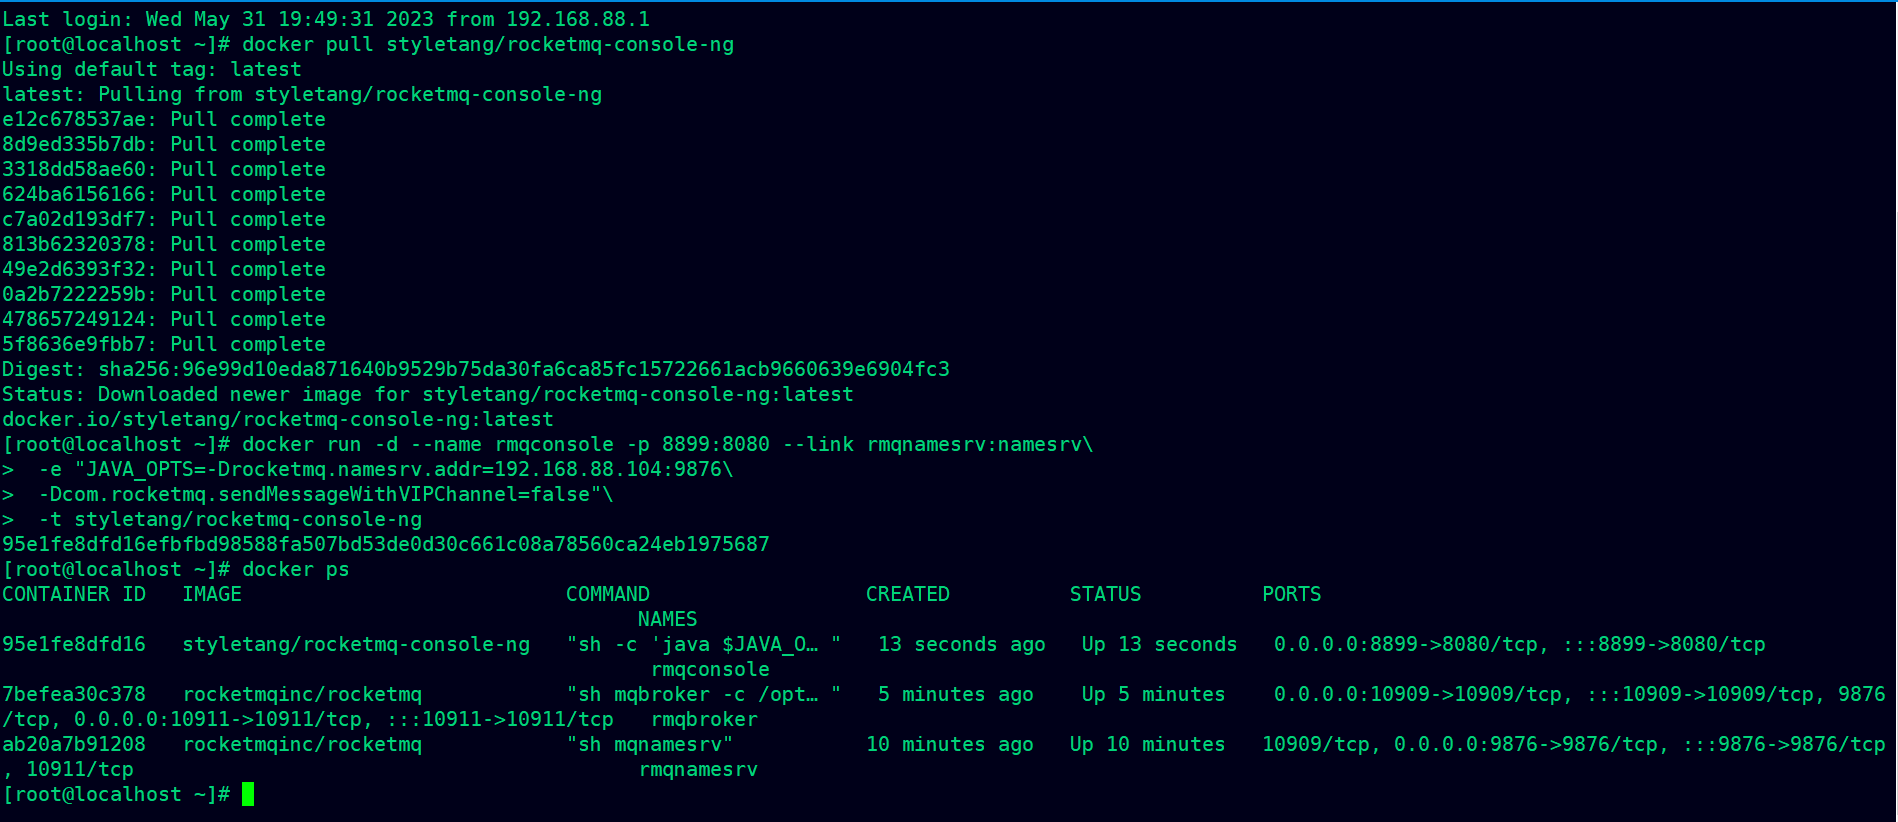 Last login: Wed May 31 19:49:31 2023 from 192.168.88.1
[root@localhost ~]# docker pull styletang/rocketmq-console-ng
Using default tag: latest
latest: Pulling from styletang/rocketmq-console-ng
e12c678537ae: Pull complete
8d9ed335b7db: Pull complete
3318dd58ae60: Pull complete
624ba6156166: Pull complete
c7a02d193df7: Pull complete
813b62320378: Pull complete
49e2d6393f32: Pull complete
0a2b7222259b: Pull complete
478657249124: Pull complete
5f8636e9fbb7: Pull complete
Digest: sha256:96e99d10eda871640b9529b75da30fa6ca85fc15722661acb9660639e6904fc3
Status: Downloaded newer image for styletang/rocketmq-console-ng:latest
docker.io/styletang/rocketmq-console-ng:latest
[root@localhost ~]# docker run -d --name rmqconsole -p 8899:8080 --link rmqnamesrv:namesrv\
>  -e "JAVA_OPTS=-Drocketmq.namesrv.addr=192.168.88.104:9876\
>  -Dcom.rocketmq.sendMessageWithVIPChannel=false"\
>  -t styletang/rocketmq-console-ng
95e1fe8dfd16efbfbd98588fa507bd53de0d30c661c08a78560ca24eb1975687
[root@localhost ~]# docker ps
CONTAINER ID   IMAGE                           COMMAND                  CREATED          STATUS          PORTS
                                                     NAMES
95e1fe8dfd16   styletang/rocketmq-console-ng   "sh -c 'java $JAVA_O… "   13 seconds ago   Up 13 seconds   0.0.0.0:8899->8080/tcp, :::8899->8080/tcp
                                                      rmqconsole
7befea30c378   rocketmqinc/rocketmq            "sh mqbroker -c /opt… "   5 minutes ago    Up 5 minutes    0.0.0.0:10909->10909/tcp, :::10909->10909/tcp, 9876
/tcp, 0.0.0.0:10911->10911/tcp, :::10911->10911/tcp   rmqbroker
ab20a7b91208   rocketmqinc/rocketmq            "sh mqnamesrv"           10 minutes ago   Up 10 minutes   10909/tcp, 0.0.0.0:9876->9876/tcp, :::9876->9876/tcp
, 10911/tcp                                          rmqnamesrv
[root@localhost ~]#